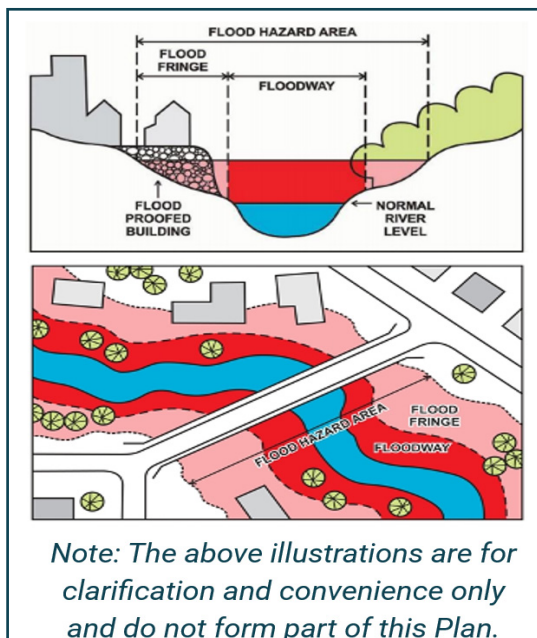 FLOOD HAZARD AREA
FLOOD
FRINGE
FLOODWAY
FLOOD
PROOFED
BUILDING
NORMAL
RIVER
LEVEL
FLOOD HAZARD AREA
FLOOD
FRINGE
FLOODWAY
Note: The above illustrations are for
clarification and convenience only
and do not form part of this Plan.